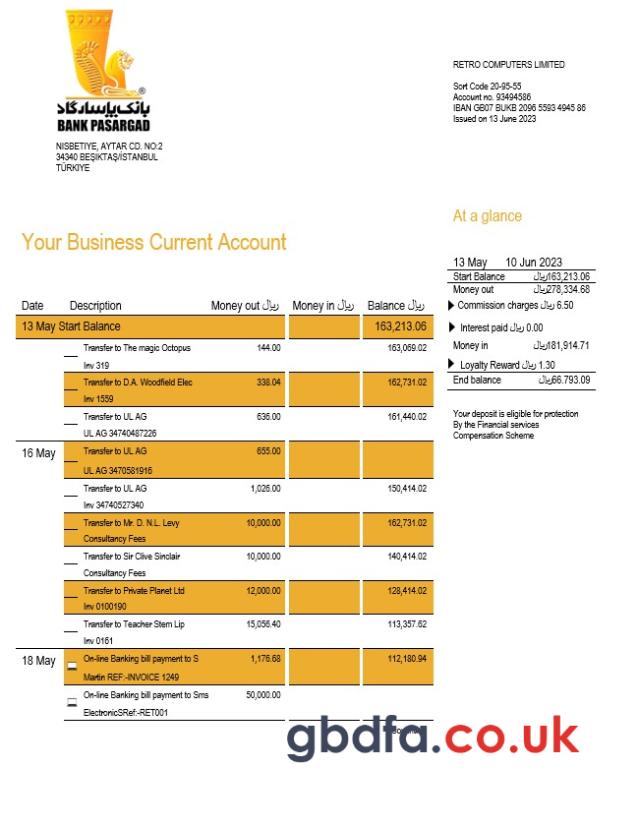 بانک پاسارگاد
BANK PASARGAD
®
NISBETIYE, AYTAR CD. NO:2
34340 BEŞIKTAŞ/İSTANBUL
TÜRKIYE
RETRO COMPUTERS LIMITED
Sort Code 20-95-55
Account no. 93494586
IBAN GB07 BUKB 2096 5593 4945 86
Issued on 13 June 2023
At a glance
13 May 10 Jun 2023
Start Balance ریال163,213.06
Money out ریال278,334.68
Commission charges ریال 6.50
Interest paid ریال 0.00
Money in ریال181,914.71
Loyalty Reward ریال 1.30
End balance ریال66.793.09
Your deposit is eligible for protection
By the Financial services
Compensation Scheme
Your Business Current Account
Date Description Money out ریال Money in ریال Balance ریال
13 May Start Balance 163,213.06
Transfer to The magic Octopus 144.00 163,069.02
Inv 319
Transfer to D.A. Woodfield Elec 338.04 162,731.02
Inv 1559
Transfer to UL AG 636.00 161,440.02
UL AG 34740487226
16 May Transfer to UL AG 655.00
UL AG 3470581916
Transfer to UL AG 1,026.00 150,414.02
Inv 34740527340
Transfer to Mr. D. N.L. Levy 10,000.00 162,731.02
Consultancy Fees
Transfer to Sir Clive Sinclair 10,000.00 140,414.02
Consultancy Fees
Transfer to Private Planet Ltd 12,000.00 128,414.02
Inv 0100190
Transfer to Teacher Stem Lip 15,056.40 113,357.62
Inv 0161
18 May On-line Banking bill payment to S 1,176.68 112,180.94
Martin REF:-INVOICE 1249
On-line Banking bill payment to Sms 50,000.00
ElectronicSRef:-RET001
gbdfa.co.uk